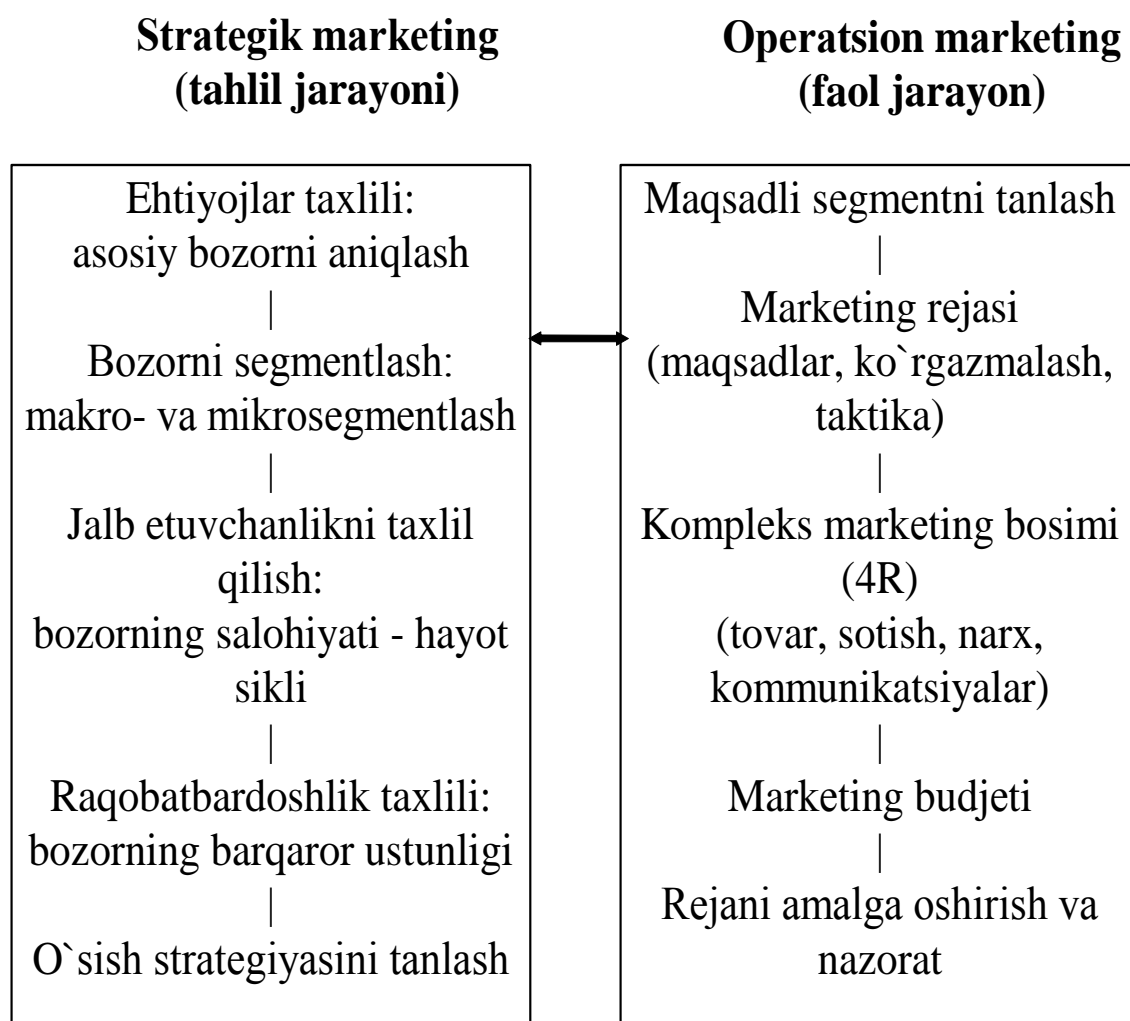 Strategik marketing
(tahlil jarayoni)
Ehtiyojlar taxlili:
asosiy bozorni aniqlash
|
Bozorni segmentlash:
makro- va mikrosegmentlash
|
Jalb etuvchanlikni taxlil
qilish:
bozorning salohiyati - hayot
sikli
|
Raqobatbardoshlik taxlili:
bozorning barqaror ustunligi
|
O`sish strategiyasini tanlash
Operatsion marketing
(faol jarayon)
Maqsadli segmentni tanlash
|
Marketing rejasi
(maqsadlar, ko`rgazmalash,
taktika)
|
Kompleks marketing bosimi
(4R)
(tovar, sotish, narx,
kommunikatsiyalar)
|
Marketing budjeti
|
Rejani amalga oshirish va
nazorat